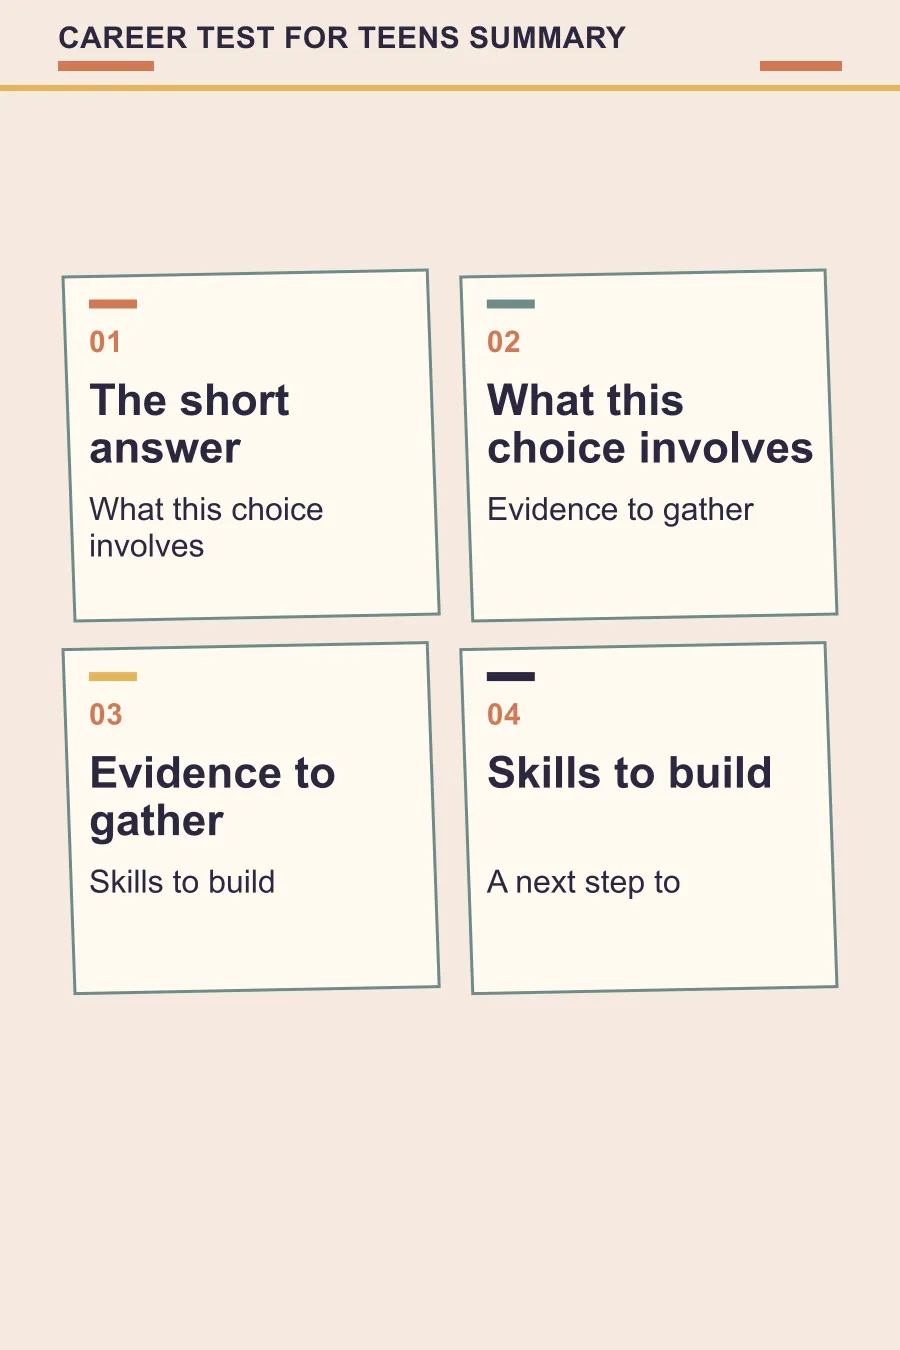 CAREER TEST FOR TEENS SUMMARY
01
The short
answer
What this choice
involves
02
What this
choice involves
Evidence to gather
03
Evidence to
gather
Skills to build
04
Skills to build
A next step to